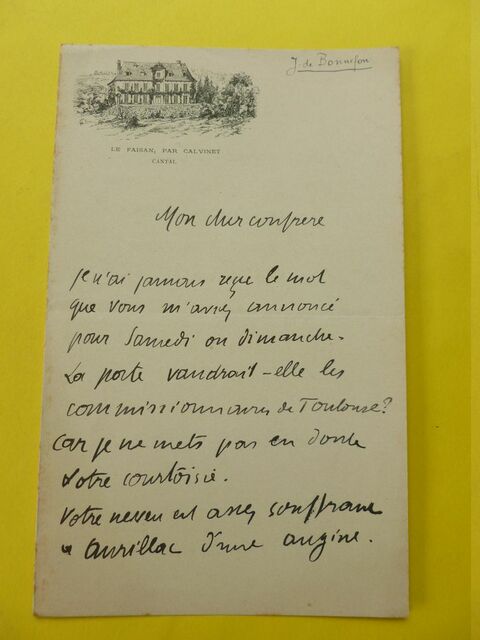 J. de Bonnefon
LE FAISAN, PAR CALVINET
CANTAL
Mon cher confrere
Je n'ai jamais reçu le mot
que vous m'aviez annoncé
pour Samedi ou dimanche.
La poste vaudrait-elle les
commissionnaires de Toulouse?
Car je ne mets pas en doute
votre courtoisie.
Votre neveu est assez souffrant
à Aurillac d'une angine.